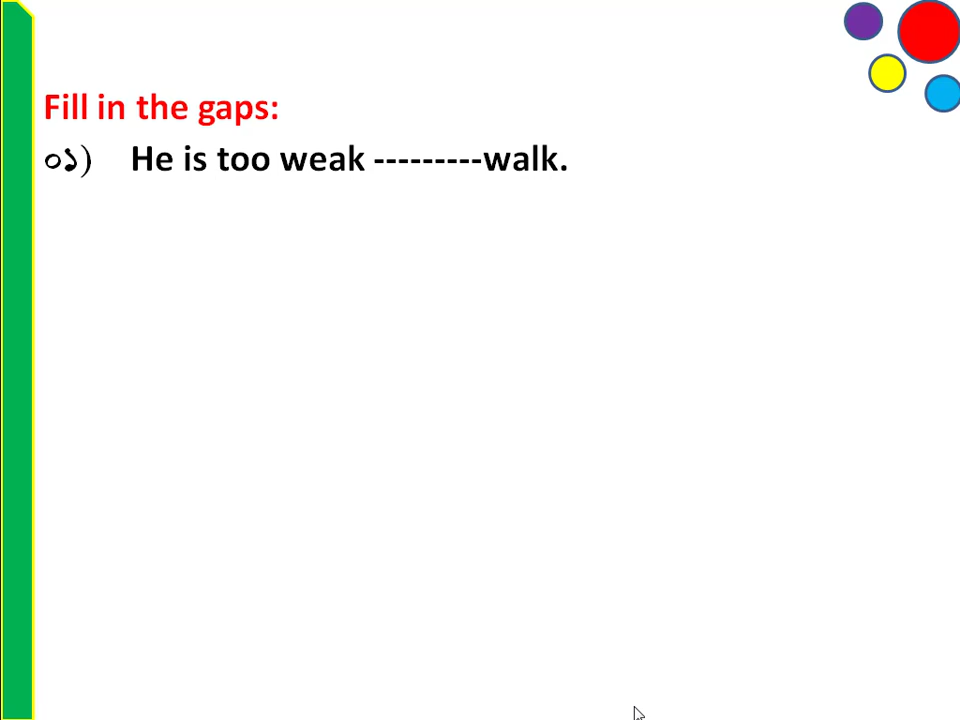 Fill in the gaps:
০১) He is too weak ---------walk.